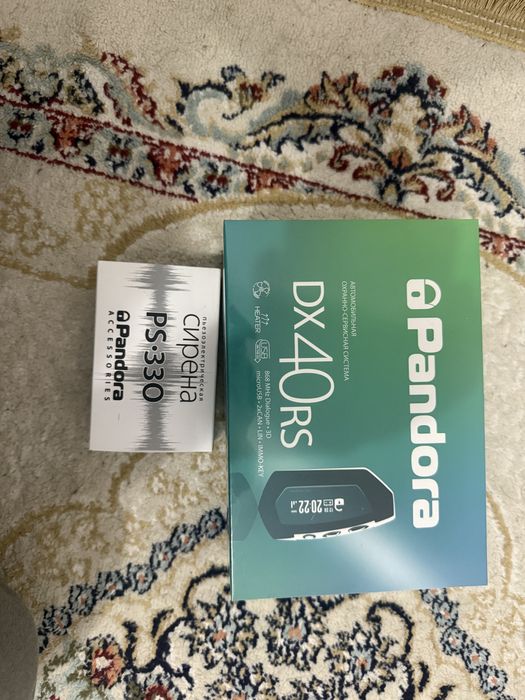 пьезоэлектрическая
сирена
PS-330
Pandora
ACCESSORIES
Pandora
АВТОМОБИЛЬНАЯ
ОХРАННО-СЕРВИСНАЯ СИСТЕМА
DX40RS
HEATER
USB
868 MHz Dialogue • 3D
microUSB • 2xCAN • LIN • IMMO-KEY
20:22